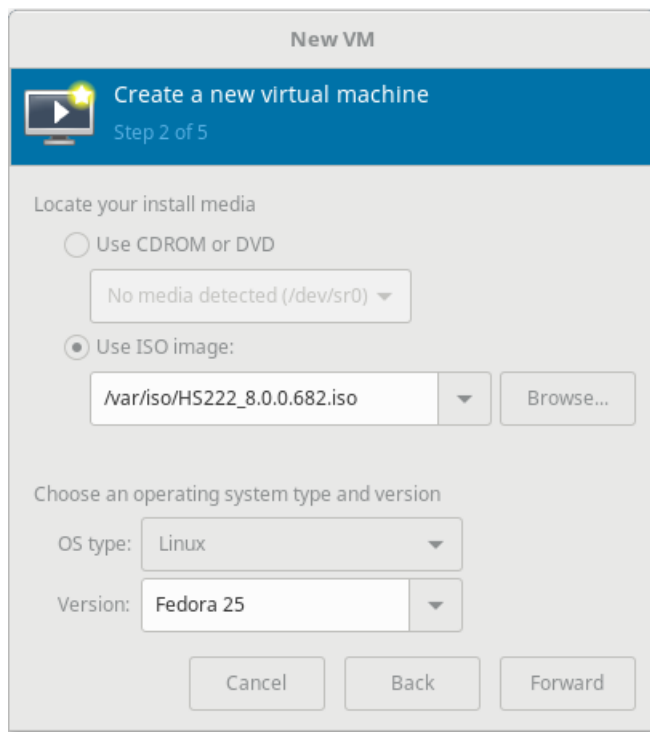 New VM
Create a new virtual machine
Step 2 of 5
Locate your install media
Use CDROM or DVD
No media detected (/dev/sr0)
Use ISO image:
/var/iso/HS222_8.0.0.682.iso
Browse...
Choose an operating system type and version
OS type: Linux
Version: Fedora 25
Cancel Back Forward